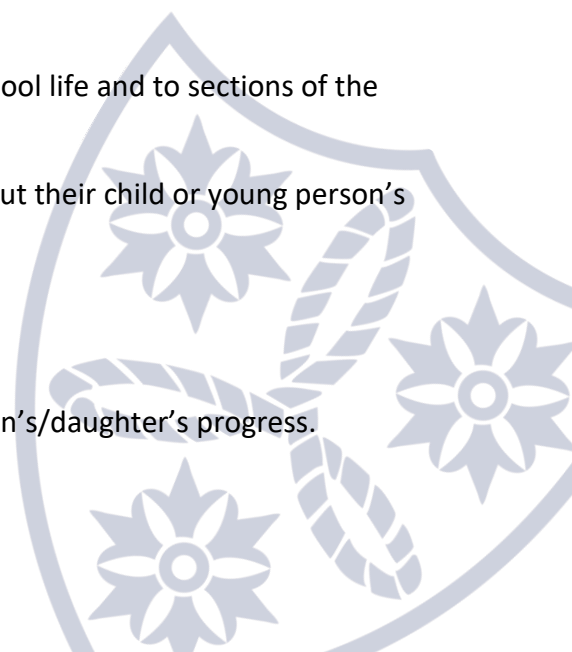 ool life and to sections of the
ut their child or young person’s
n’s/daughter’s progress.